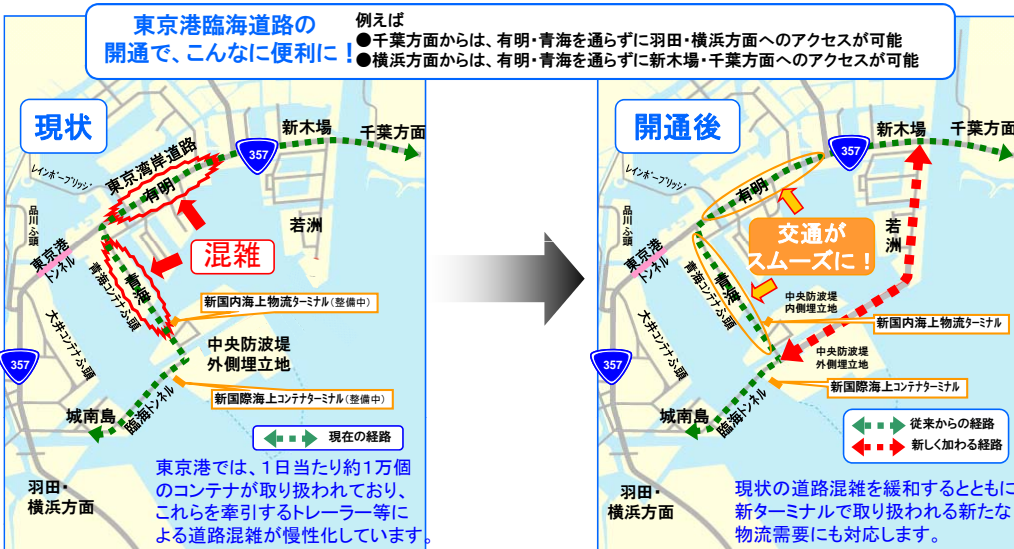 東京港臨海道路の
開通で、こんなに便利に！
例えば
●千葉方面からは、有明・青海を通らずに羽田・横浜方面へのアクセスが可能
●横浜方面からは、有明・青海を通らずに新木場・千葉方面へのアクセスが可能
現状
新木場
千葉方面
357
東京湾岸道路
レインボーブリッジ
有明
品川ふ頭
若洲
混雑
東京港
トンネル
青海
青海コンテナふ頭
新国内海上物流ターミナル(整備中)
大井コンテナふ頭
中央防波堤
外側埋立地
357
新国際海上コンテナターミナル(整備中)
城南島
臨海トンネル
現在の経路
羽田・
横浜方面
東京港では、１日当たり約１万個
のコンテナが取り扱われており、
これらを牽引するトレーラー等に
よる道路混雑が慢性化しています。
開通後
新木場
千葉方面
357
レインボーブリッジ
有明
品川ふ頭
若洲
交通が
スムーズに！
東京港
トンネル
青海
青海コンテナふ頭
中央防波堤
内側埋立地
新国内海上物流ターミナル
大井コンテナふ頭
中央防波堤
外側埋立地
357
新国際海上コンテナターミナル
城南島
臨海トンネル
従来からの経路
新しく加わる経路
羽田・
横浜方面
現状の道路混雑を緩和するとともに
新ターミナルで取り扱われる新たな
物流需要にも対応します。